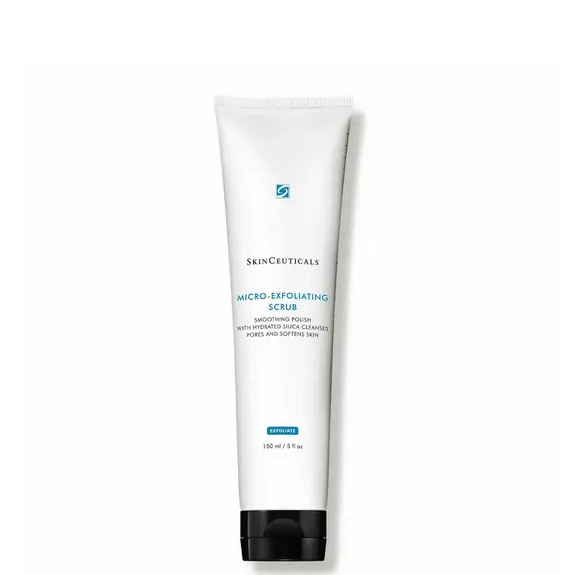 SKINCEUTICALS
MICRO-EXFOLIATING
SCRUB
SMOOTHING POLISH
WITH HYDRATED SILICA CLEANSES
PORES AND SOFTENS SKIN
EXFOLIATE
150 ml / 5 fl oz